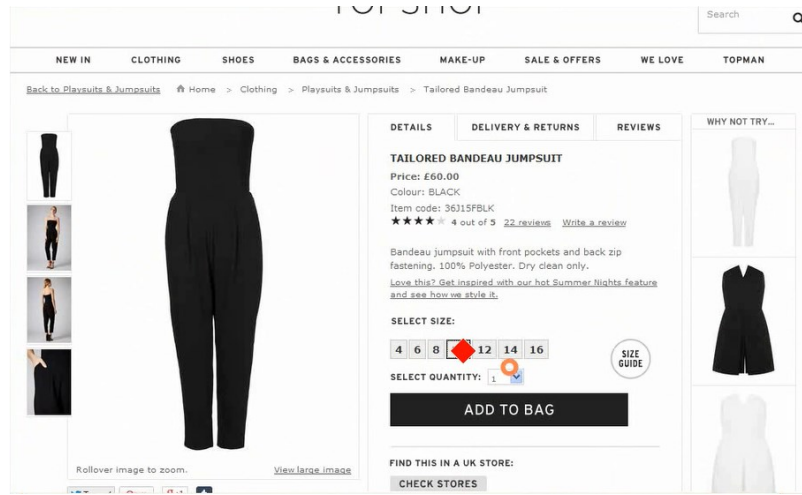 Search
NEW IN CLOTHING SHOES BAGS & ACCESSORIES MAKE-UP SALE & OFFERS WE LOVE TOPMAN
Back to Playsuits & Jumpsuits Home > Clothing > Playsuits & Jumpsuits > Tailored Bandeau Jumpsuit
DETAILS DELIVERY & RETURNS REVIEWS
WHY NOT TRY...
TAILORED BANDEAU JUMPSUIT
Price: £60.00
Colour: BLACK
Item code: 36J15FBLK
4 out of 5 22 reviews Write a review
Bandeau jumpsuit with front pockets and back zip
fastening. 100% Polyester. Dry clean only.
Love this? Get inspired with our hot Summer Nights feature
and see how we style it.
SELECT SIZE:
4 6 8 12 14 16
SIZE
GUIDE
SELECT QUANTITY: 1
ADD TO BAG
FIND THIS IN A UK STORE:
CHECK STORES
Rollover image to zoom. View large image